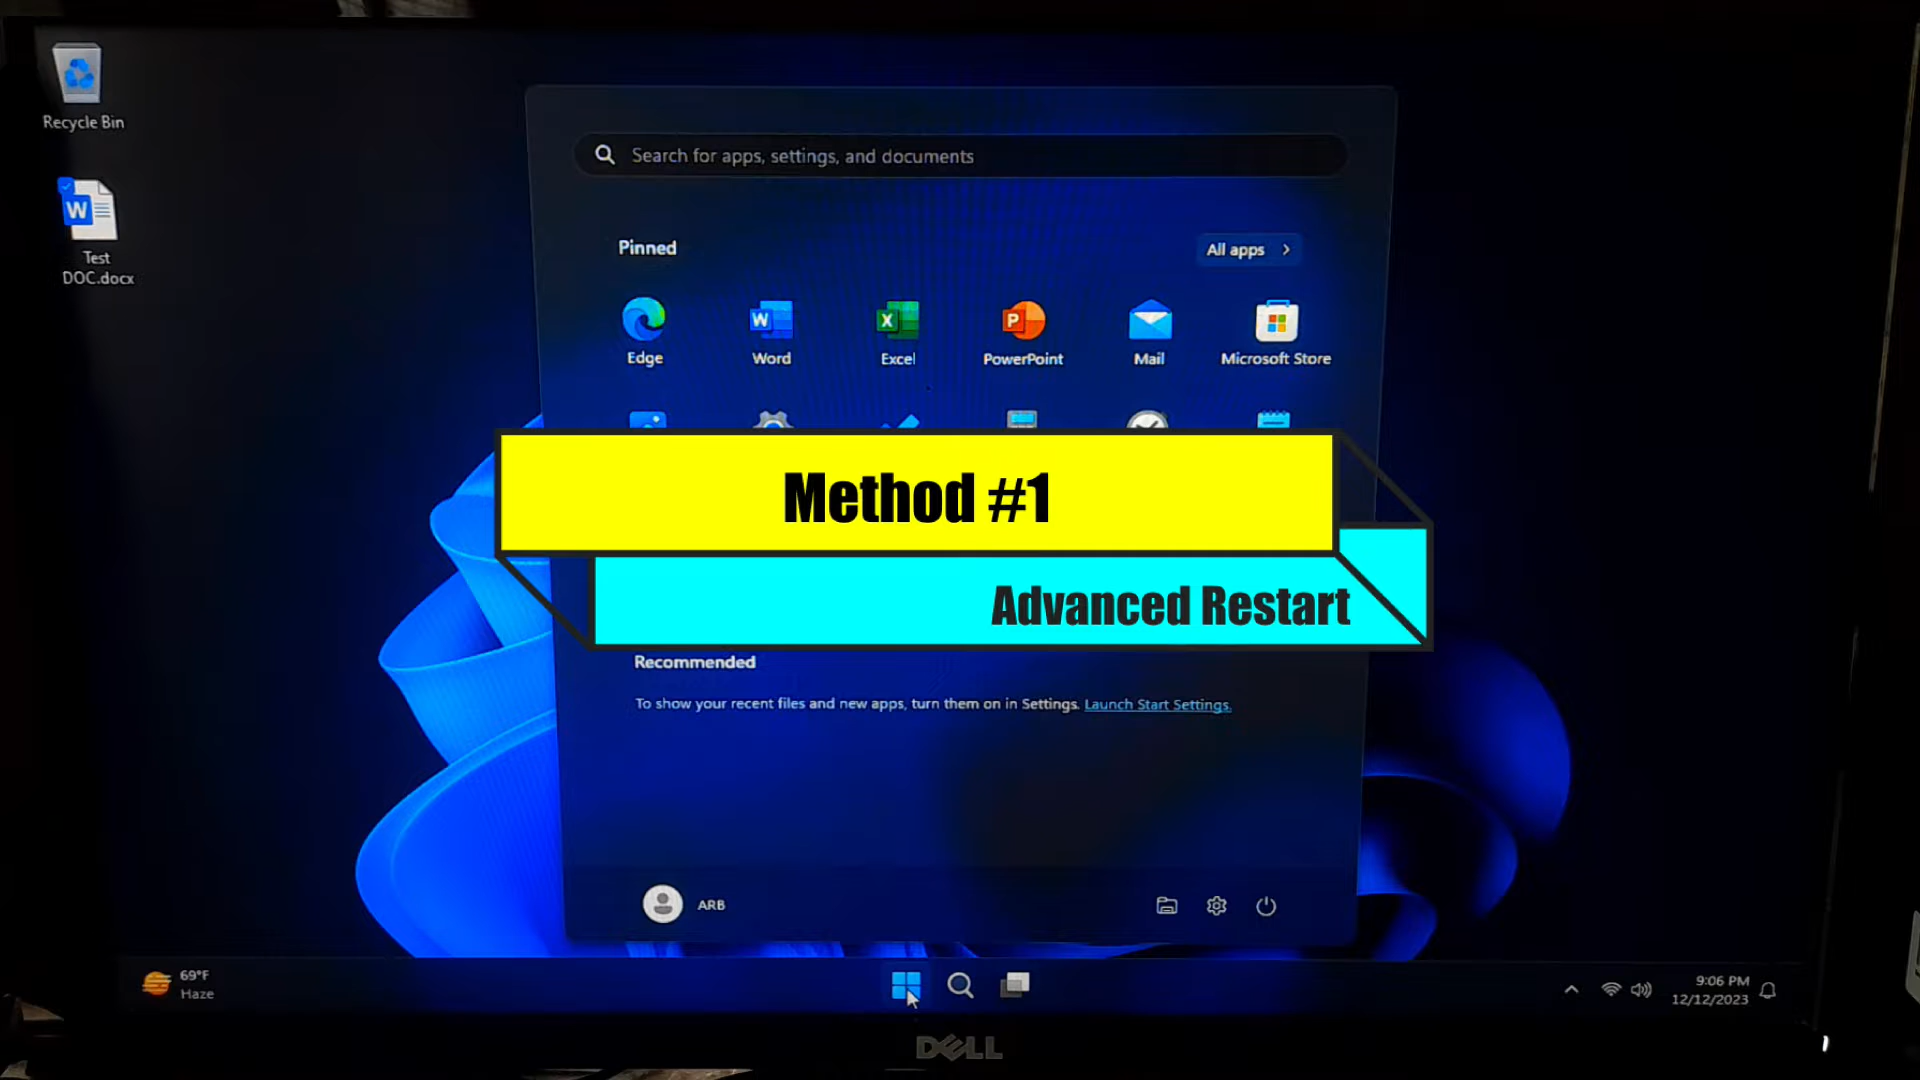 Recycle Bin
W
Test
DOC.docx
Search for apps, settings, and documents
Pinned
All apps
W
X
P
Edge
Word
Excel
PowerPoint
Mail
Microsoft Store
Method #1
Advanced Restart
Recommended
To show your recent files and new apps, turn them on in Settings. Launch Start Settings.
ARB
69°F
Haze
9:06 PM
12/12/2023
DELL